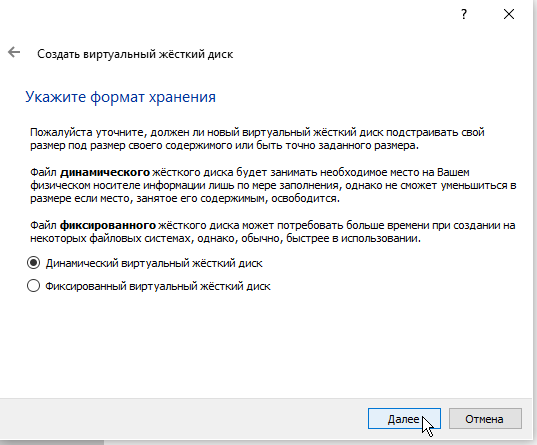 ?
Создать виртуальный жёсткий диск
Укажите формат хранения
Пожалуйста уточните, должен ли новый виртуальный жёсткий диск подстраивать свой
размер под размер своего содержимого или быть точно заданного размера.
Файл динамического жёсткого диска будет занимать необходимое место на Вашем
физическом носителе информации лишь по мере заполнения, однако не сможет уменьшиться в
размере если место, занятое его содержимым, освободится.
Файл фиксированного жёсткого диска может потребовать больше времени при создании на
некоторых файловых системах, однако, обычно, быстрее в использовании.
Динамический виртуальный жёсткий диск
Фиксированный виртуальный жёсткий диск
Далее
Отмена